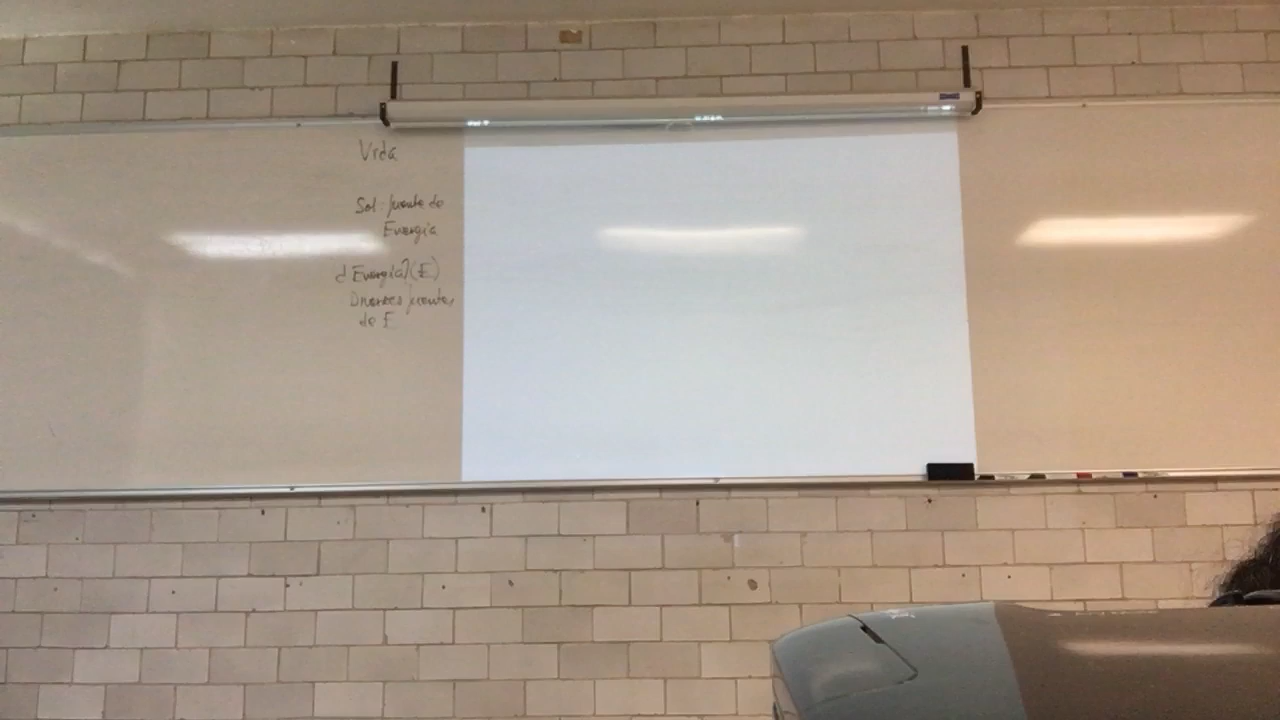 Vida
Sol: fuente de
Energía
¿Energía? (E)
Diversas fuentes
de E